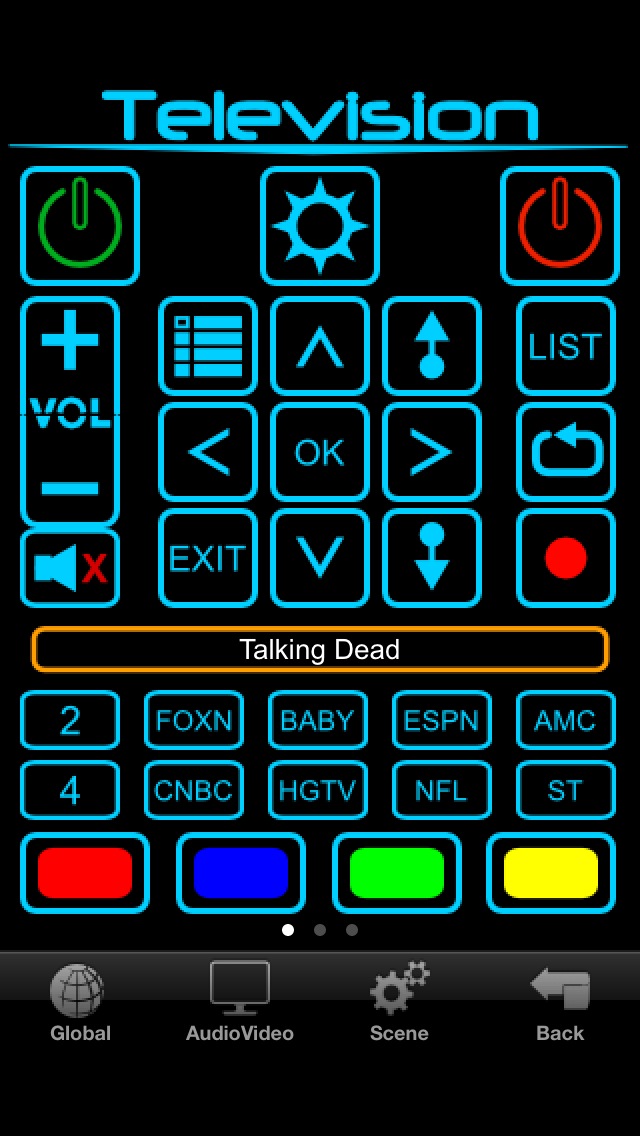 Television
+
VOL
−
LIST
OK
EXIT
X
Talking Dead
2 FOXN BABY ESPN AMC
4 CNBC HGTV NFL ST
Global AudioVideo Scene Back